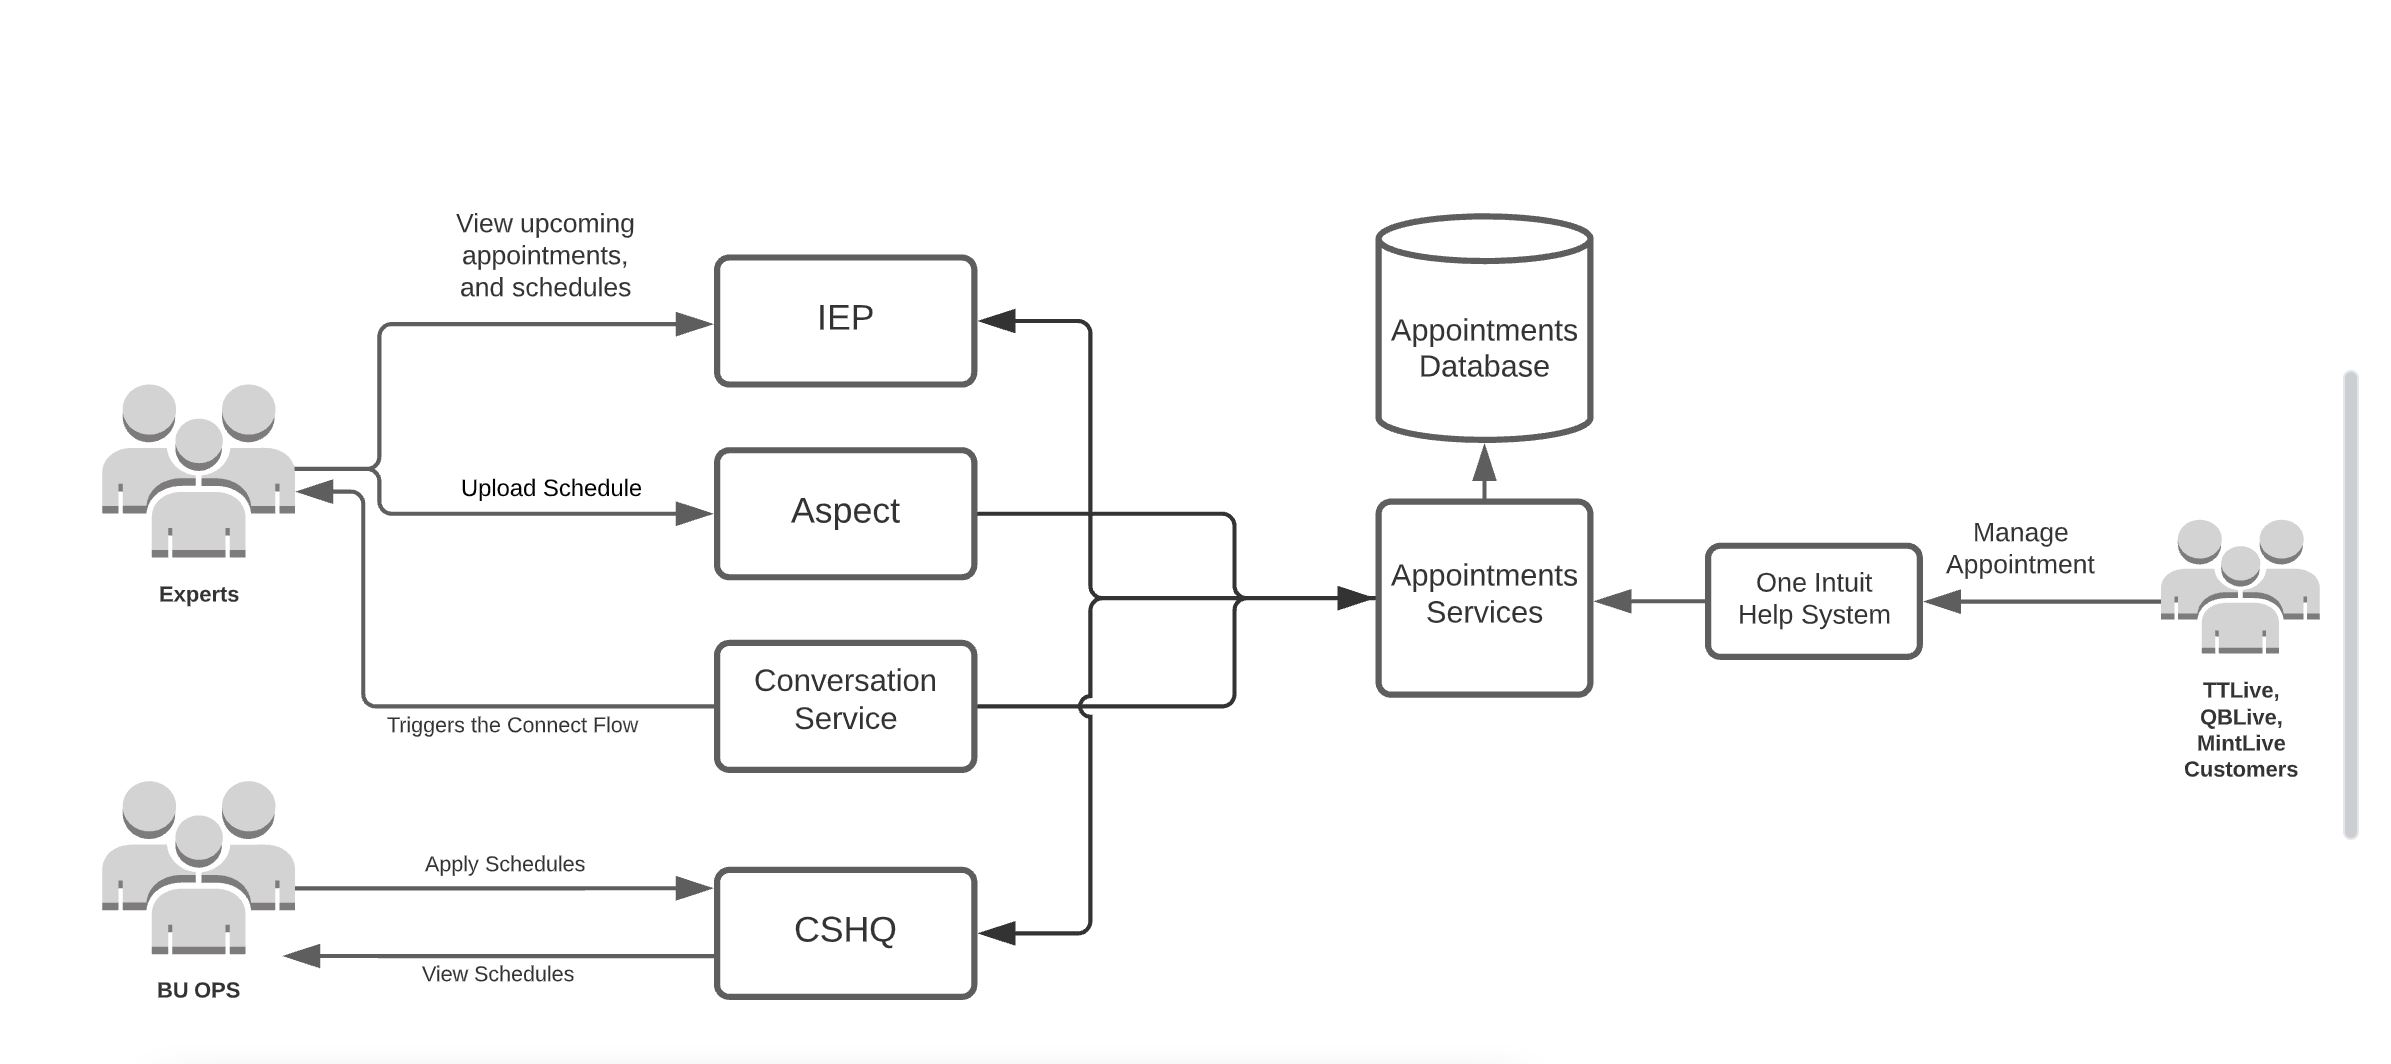 View upcoming
appointments,
and schedules
IEP
Appointments
Database
Upload Schedule
Aspect
Experts
Appointments
Services
One Intuit
Help System
Manage
Appointment
TTLive,
QBLive,
MintLive
Customers
Conversation
Service
Triggers the Connect Flow
Apply Schedules
CSHQ
View Schedules
BU OPS